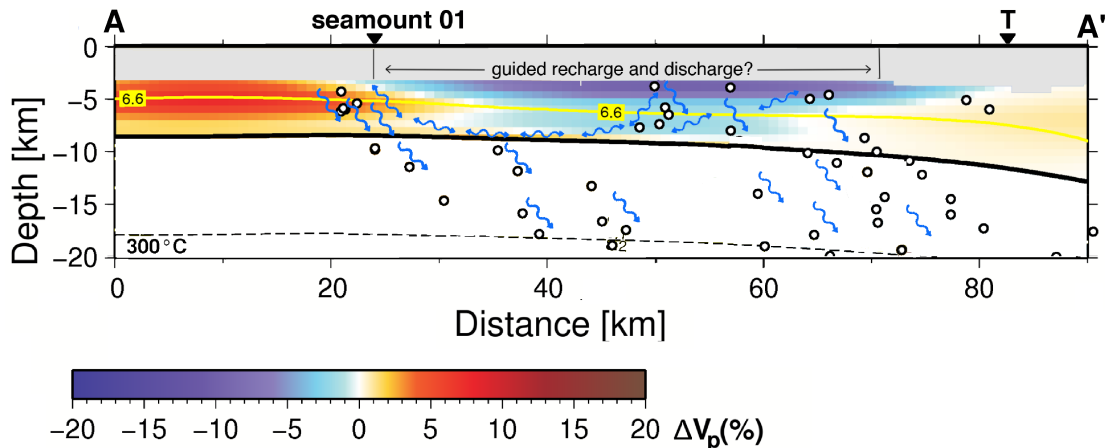 A seamount 01 T A'
guided recharge and discharge?
0
6.6
−5
6.6
−10
−15
300°C
2
−20
Depth [km]
0 20 40 60 80
Distance [km]
−20 −15 −10 −5 0 5 10 15 20 ΔVp(%)